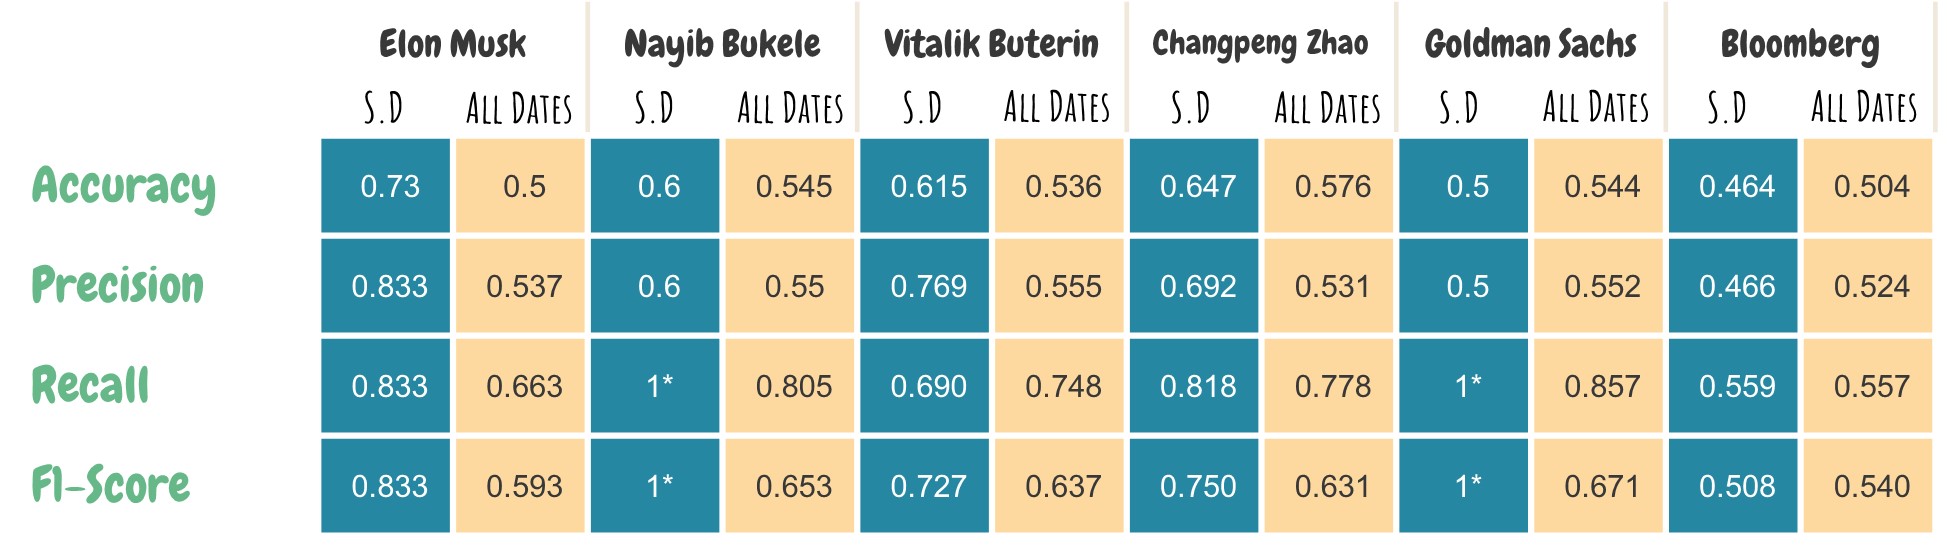 Elon Musk Nayib Bukele Vitalik Buterin Changpeng Zhao Goldman Sachs Bloomberg
S.D All Dates S.D All Dates S.D All Dates S.D All Dates S.D All Dates S.D All Dates
Accuracy 0.73 0.5 0.6 0.545 0.615 0.536 0.647 0.576 0.5 0.544 0.464 0.504
Precision 0.833 0.537 0.6 0.55 0.769 0.555 0.692 0.531 0.5 0.552 0.466 0.524
Recall 0.833 0.663 1* 0.805 0.690 0.748 0.818 0.778 1* 0.857 0.559 0.557
F1-Score 0.833 0.593 1* 0.653 0.727 0.637 0.750 0.631 1* 0.671 0.508 0.540